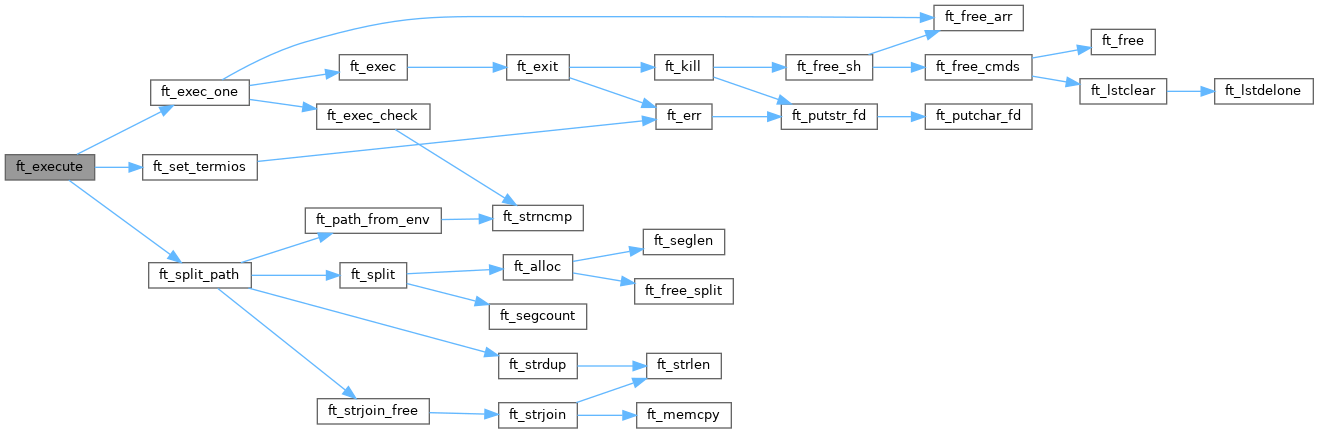 ft_execute
ft_exec_one
ft_set_termios
ft_split_path
ft_exec
ft_exec_check
ft_path_from_env
ft_split
ft_strjoin_free
ft_exit
ft_strncmp
ft_alloc
ft_segcount
ft_strdup
ft_strjoin
ft_kill
ft_err
ft_seglen
ft_free_split
ft_strlen
ft_memcpy
ft_free_sh
ft_putstr_fd
ft_free_arr
ft_free_cmds
ft_putchar_fd
ft_free
ft_lstclear
ft_lstdelone